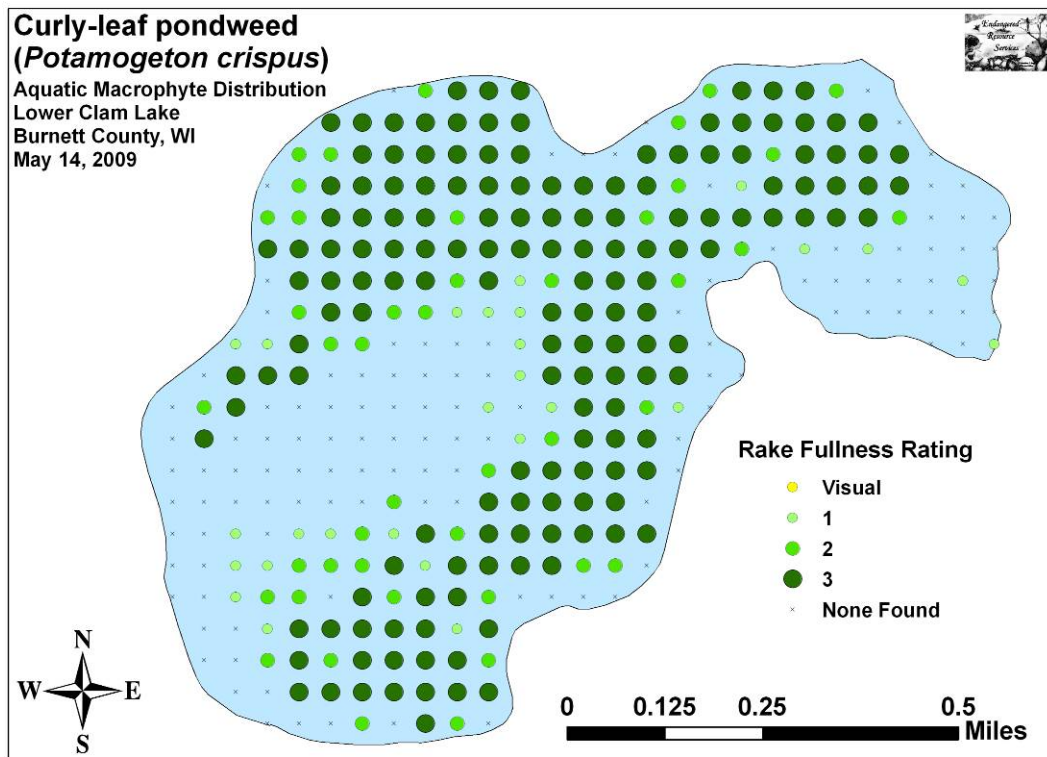 Curly-leaf pondweed
(Potamogeton crispus)
Aquatic Macrophyte Distribution
Lower Clam Lake
Burnett County, WI
May 14, 2009
Endangered
Resource
Services
Rake Fullness Rating
Visual
1
2
3
None Found
N
W E
S
0 0.125 0.25 0.5
Miles